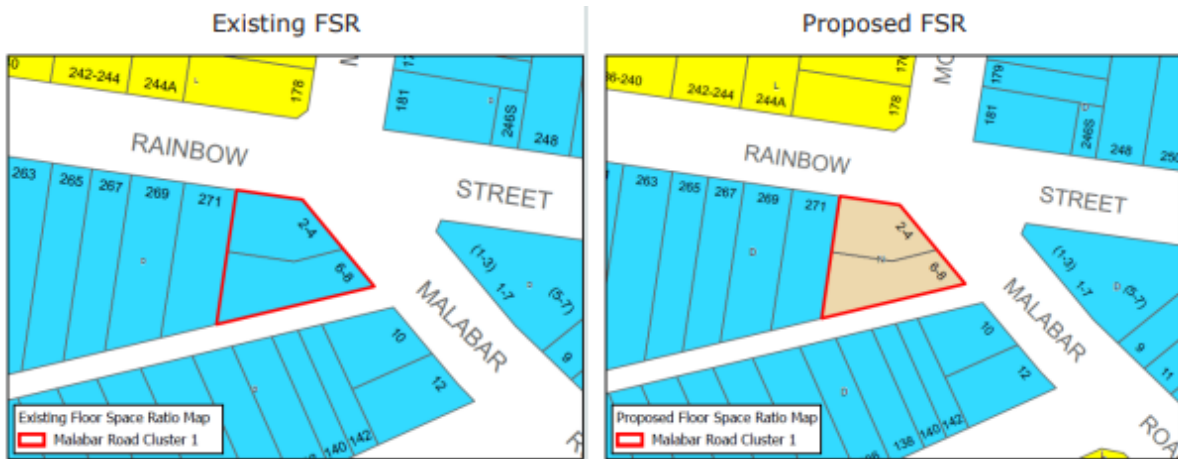 Existing FSR
242-244
244A
L
178
181
D
246S
248
RAINBOW
STREET
263
265
267
269
271
D
2-4
6-8
(1-3)
1-7
D
(5-7)
9
MALABAR
10
12
140
142
Existing Floor Space Ratio Map
Malabar Road Cluster 1
Proposed FSR
242-244
L
244A
178
179
181
D
246S
248
RAINBOW
STREET
263
265
267
269
271
D
2-4
N
6-8
(1-3)
1-7
D
(5-7)
9
11
MALABAR
10
12
D
138
140
142
Proposed Floor Space Ratio Map
Malabar Road Cluster 1